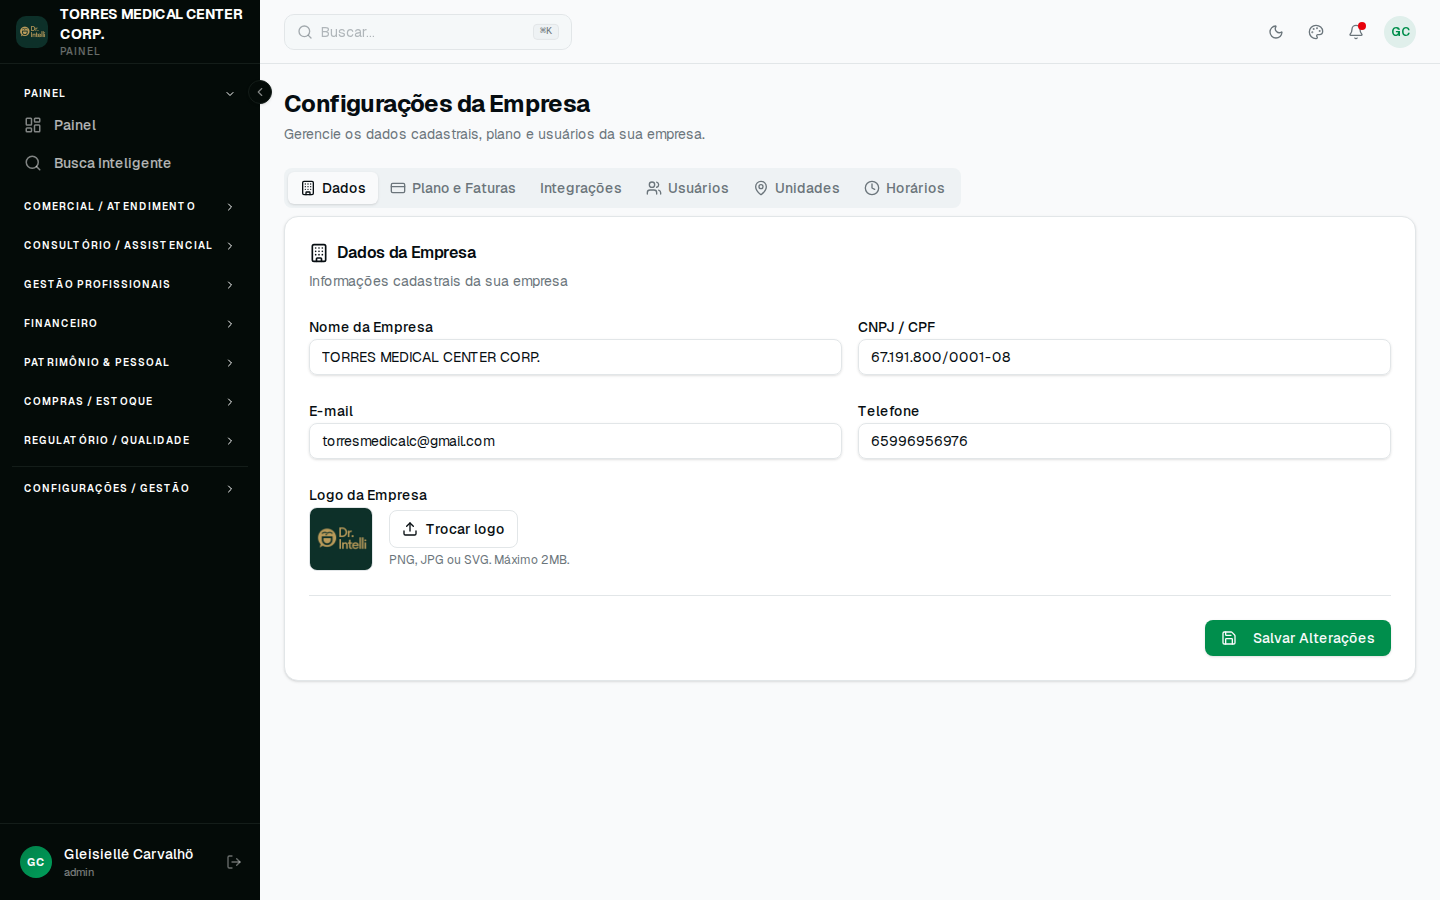 Dr.
Intelli
TORRES MEDICAL CENTER
CORP.
PAINEL
Buscar...
⌘K
GC
PAINEL
Painel
Busca Inteligente
COMERCIAL / ATENDIMENTO
CONSULTÓRIO / ASSISTENCIAL
GESTÃO PROFISSIONAIS
FINANCEIRO
PATRIMÔNIO & PESSOAL
COMPRAS / ESTOQUE
REGULATÓRIO / QUALIDADE
CONFIGURAÇÕES / GESTÃO
GC
Gleisiellé Carvalhö
admin
Configurações da Empresa
Gerencie os dados cadastrais, plano e usuários da sua empresa.
Dados
Plano e Faturas
Integrações
Usuários
Unidades
Horários
Dados da Empresa
Informações cadastrais da sua empresa
Nome da Empresa
TORRES MEDICAL CENTER CORP.
CNPJ / CPF
67.191.800/0001-08
E-mail
torresmedicalc@gmail.com
Telefone
65996956976
Logo da Empresa
Dr.
Intelli
Trocar logo
PNG, JPG ou SVG. Máximo 2MB.
Salvar Alterações